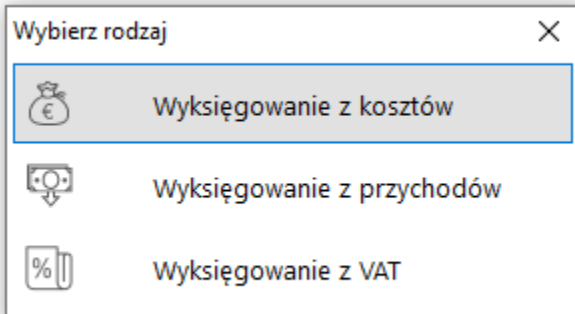 Wybierz rodzaj
Wyksięgowanie z kosztów
Wyksięgowanie z przychodów
Wyksięgowanie z VAT